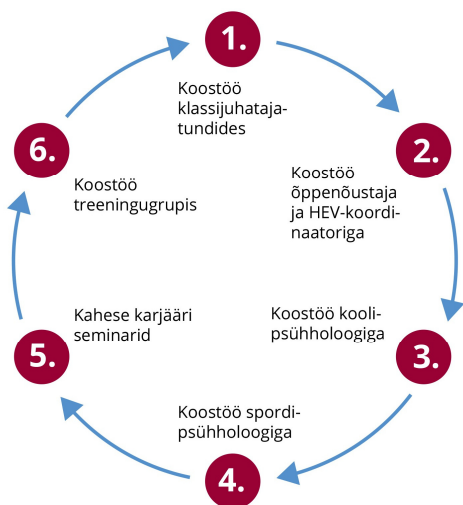 1.
Koostöö
klassijuhataja-
tundides
2.
Koostöö
õppenõustaja
ja HEV-koordi-
naatoriga
3.
Koostöö kooli-
psühholoogiga
4.
Koostöö spordi-
psühholoogiga
5.
Kahese karjääri
seminarid
6.
Koostöö
treeningugrupis